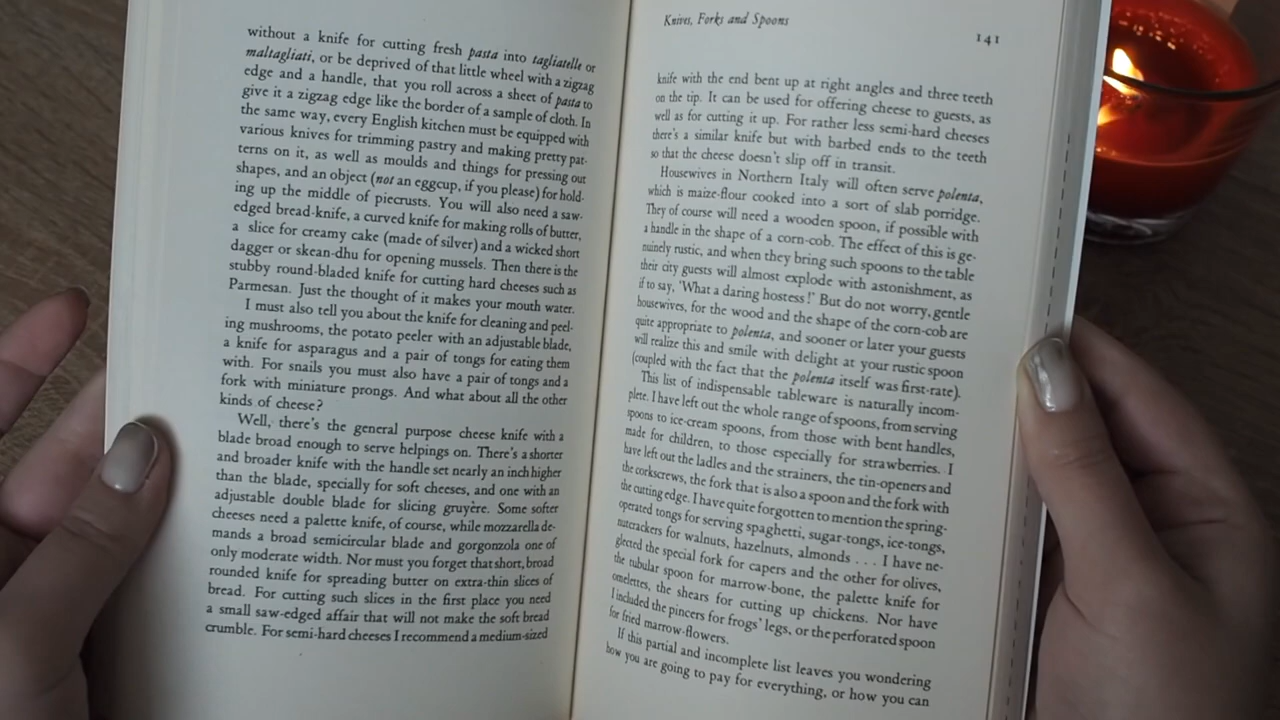 without a knife for cutting fresh pasta into tagliatelle or
maltagliati, or be deprived of that little wheel with a zigzag
edge and a handle, that you roll across a sheet of pasta to
give it a zigzag edge like the border of a sample of cloth. In
the same way, every English kitchen must be equipped with
various knives for trimming pastry and making pretty pat-
terns on it, as well as moulds and things for pressing out
shapes, and an object (not an eggcup, if you please) for hold-
ing up the middle of piecrusts. You will also need a saw-
edged bread-knife, a curved knife for making rolls of butter,
a slice for creamy cake (made of silver) and a wicked short
dagger or skean-dhu for opening mussels. Then there is the
stubby round-bladed knife for cutting hard cheeses such as
Parmesan. Just the thought of it makes your mouth water.
I must also tell you about the knife for cleaning and peel-
ing mushrooms, the potato peeler with an adjustable blade,
a knife for asparagus and a pair of tongs for eating them
with. For snails you must also have a pair of tongs and a
fork with miniature prongs. And what about all the other
kinds of cheese?
Well, there's the general purpose cheese knife with a
blade broad enough to serve helpings on. There's a shorter
and broader knife with the handle set nearly an inch higher
than the blade, specially for soft cheeses, and one with an
adjustable double blade for slicing gruyère. Some softer
cheeses need a palette knife, of course, while mozzarella de-
mands a broad semicircular blade and gorgonzola one of
only moderate width. Nor must you forget that short, broad
rounded knife for spreading butter on extra-thin slices of
bread. For cutting such slices in the first place you need
a small saw-edged affair that will not make the soft bread
crumble. For semi-hard cheeses I recommend a medium-sized
Knives, Forks and Spoons
141
knife with the end bent up at right angles and three teeth
on the tip. It can be used for offering cheese to guests, as
well as for cutting it up. For rather less semi-hard cheeses
there's a similar knife but with barbed ends to the teeth
so that the cheese doesn't slip off in transit.
Housewives in Northern Italy will often serve polenta,
which is maize-flour cooked into a sort of slab porridge.
They of course will need a wooden spoon, if possible with
a handle in the shape of a corn-cob. The effect of this is ge-
nuinely rustic, and when they bring such spoons to the table
their city guests will almost explode with astonishment, as
if to say, 'What a daring hostess!' But do not worry, gentle
housewives, for the wood and the shape of the corn-cob are
quite appropriate to polenta, and sooner or later your guests
will realize this and smile with delight at your rustic spoon
(coupled with the fact that the polenta itself was first-rate).
This list of indispensable tableware is naturally incom-
plete. I have left out the whole range of spoons, from serving
spoons to ice-cream spoons, from those with bent handles,
made for children, to those especially for strawberries. I
have left out the ladles and the strainers, the tin-openers and
the corkscrews, the fork that is also a spoon and the fork with
the cutting edge. I have quite forgotten to mention the spring-
operated tongs for serving spaghetti, sugar-tongs, ice-tongs,
nutcrackers for walnuts, hazelnuts, almonds . . . I have ne-
glected the special fork for capers and the other for olives,
the tubular spoon for marrow-bone, the palette knife for
omelettes, the shears for cutting up chickens. Nor have
I included the pincers for frogs' legs, or the perforated spoon
for fried marrow-flowers.
If this partial and incomplete list leaves you wondering
how you are going to pay for everything, or how you can